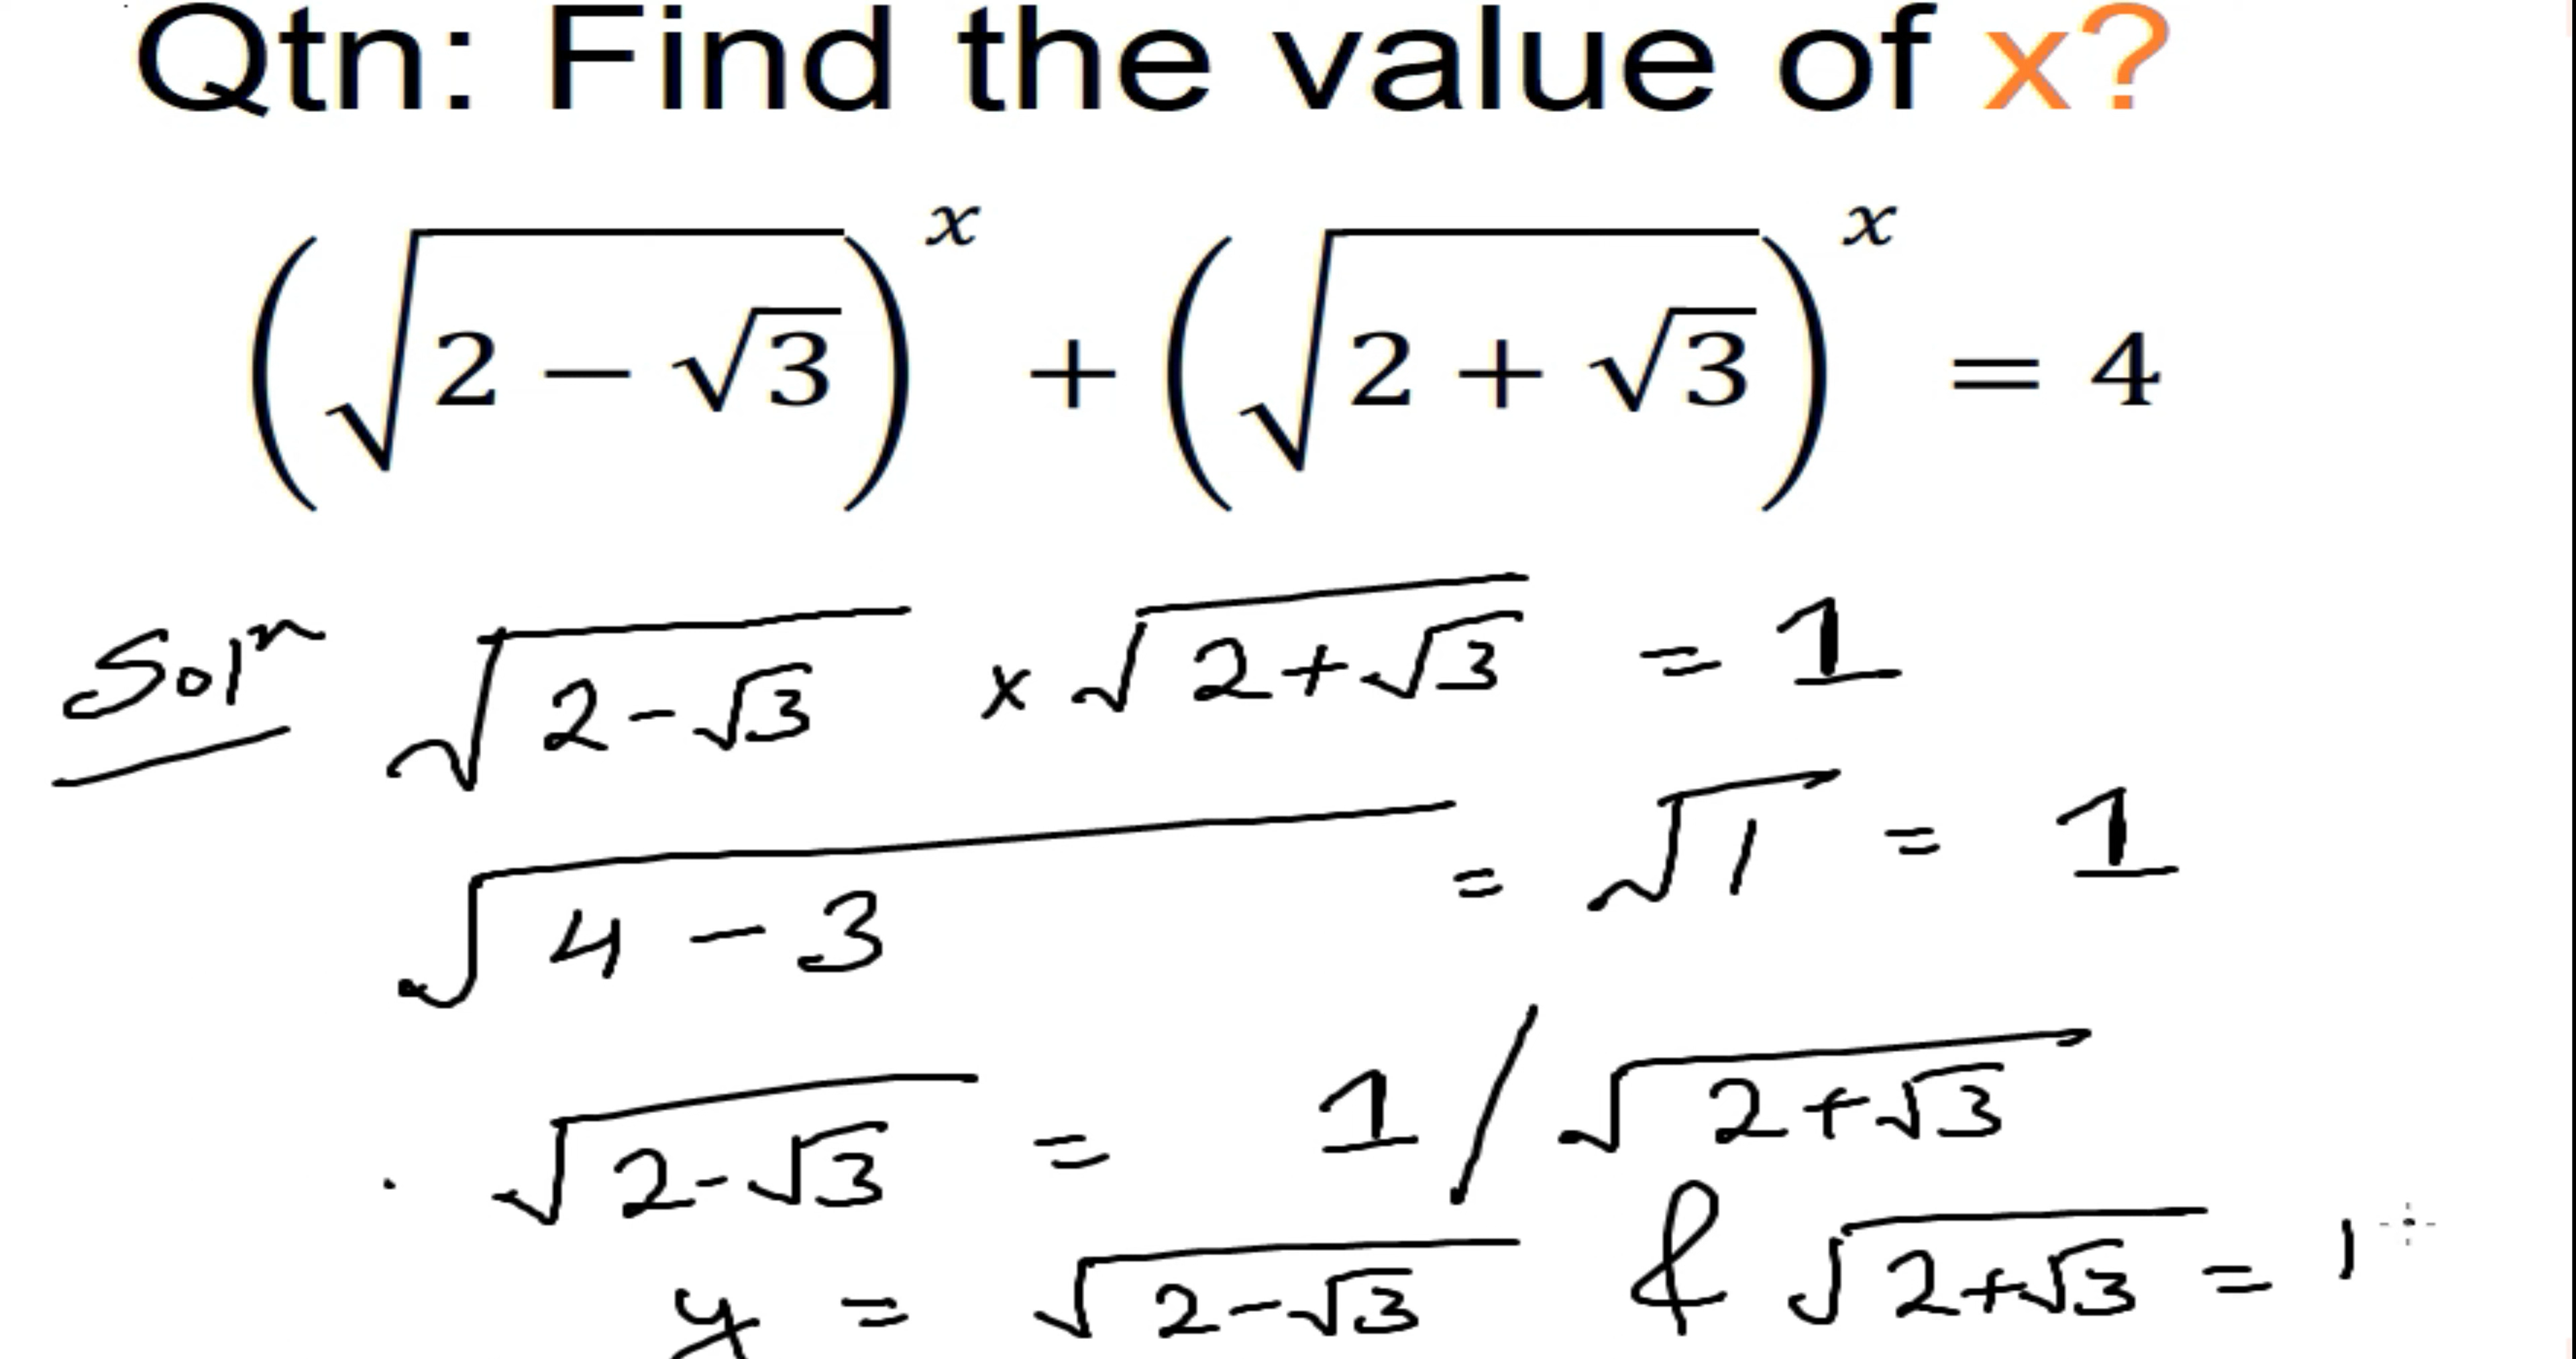 Qtn: Find the value of x?
(√(2 − √3))^x + (√(2 + √3))^x = 4
Solⁿ √(2-√3) x √(2+√3) = 1
√(4-3) = √1 = 1
. √(2-√3) = 1/√(2+√3)
y = √(2-√3) & √(2+√3) = 1